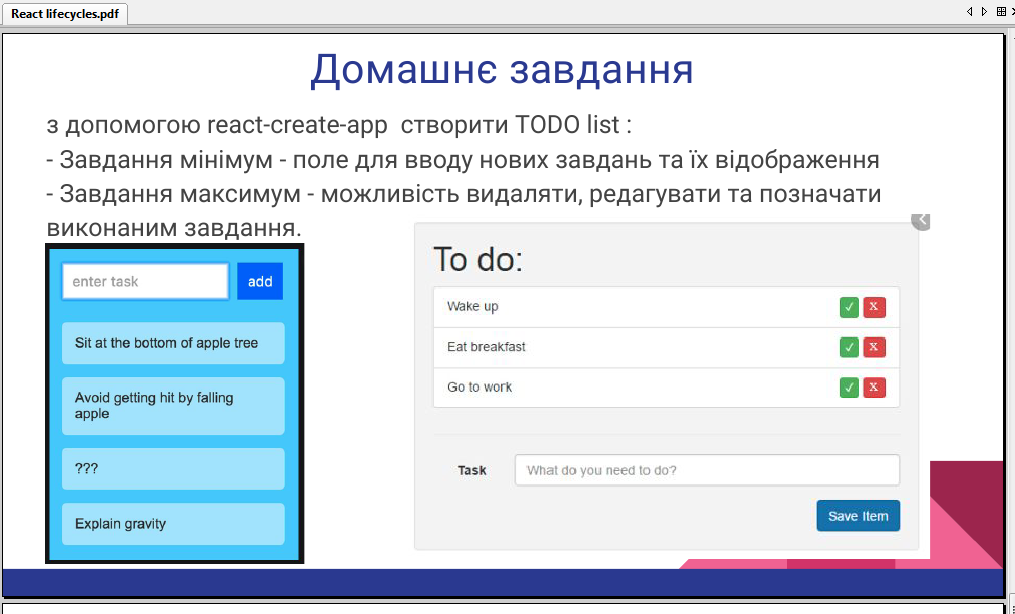 React lifecycles.pdf
Домашнє завдання
з допомогою react-create-app створити TODO list :
- Завдання мінімум - поле для вводу нових завдань та їх відображення
- Завдання максимум - можливість видаляти, редагувати та позначати
виконаним завдання.
enter task
add
Sit at the bottom of apple tree
Avoid getting hit by falling
apple
???
Explain gravity
To do:
Wake up
✓ X
Eat breakfast
✓ X
Go to work
✓ X
Task
What do you need to do?
Save Item